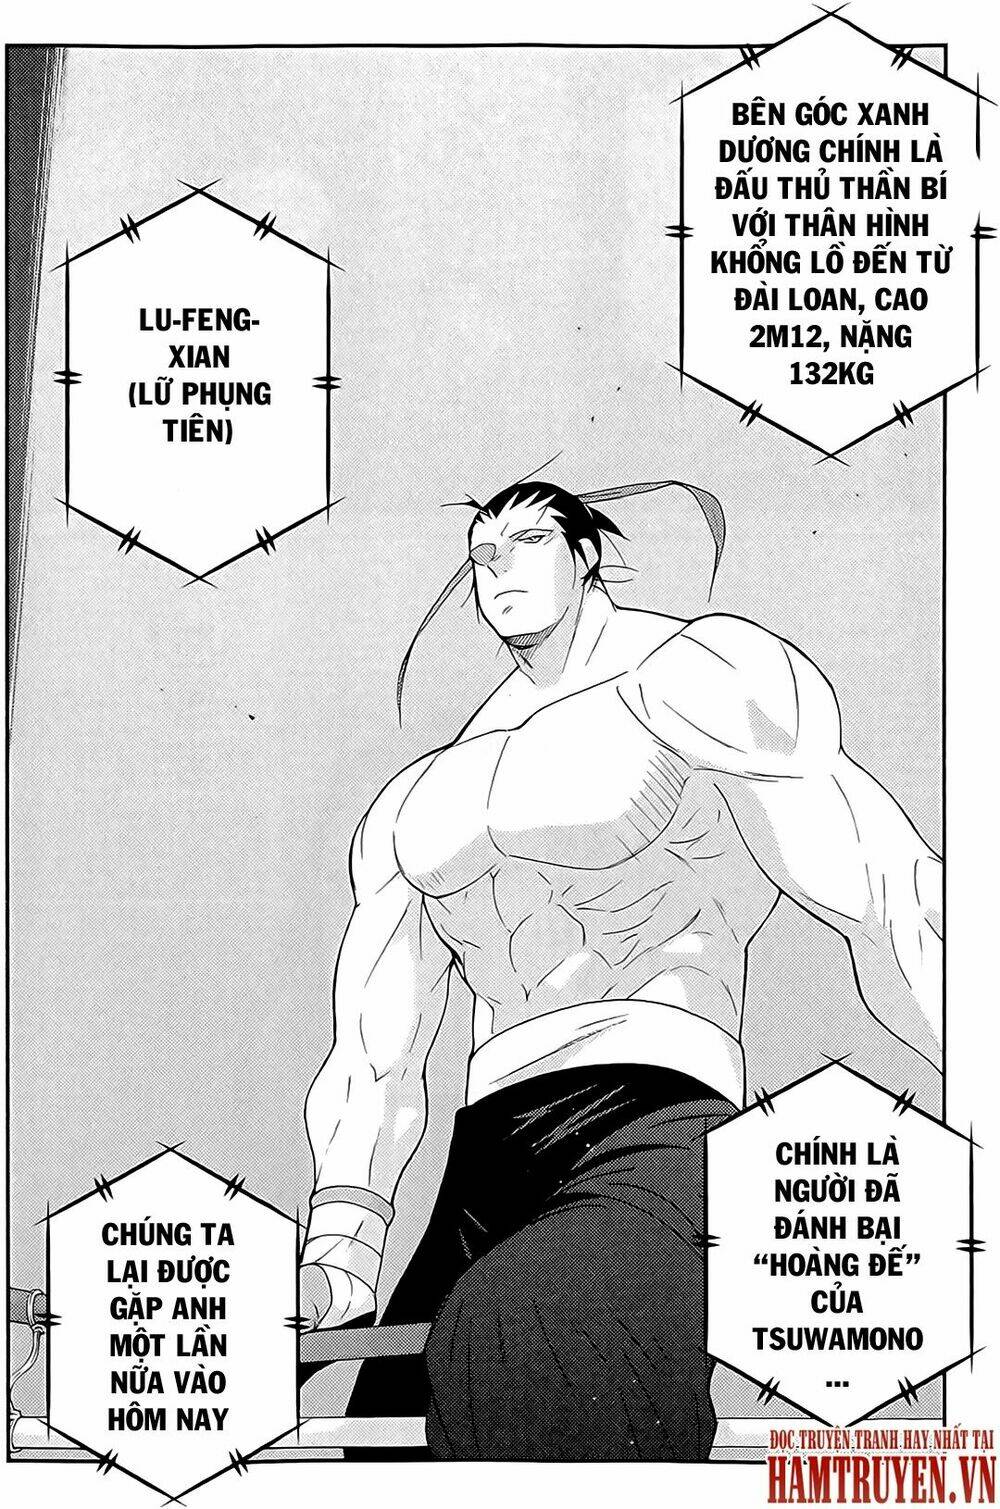 BÊN GÓC XANH
DƯƠNG CHÍNH LÀ
ĐẤU THỦ THẦN BÍ
VỚI THÂN HÌNH
KHỔNG LỒ ĐẾN TỪ
ĐÀI LOAN, CAO
2M12, NẶNG
132KG
LU-FENG-
XIAN
(LỮ PHỤNG
TIÊN)
CHÍNH LÀ
NGƯỜI ĐÃ
ĐÁNH BẠI
“HOÀNG ĐẾ”
CỦA
TSUWAMONO
...
CHÚNG TA
LẠI ĐƯỢC
GẶP ANH
MỘT LẦN
NỮA VÀO
HÔM NAY
ĐỌC TRUYỆN TRANH HAY NHẤT TẠI
HAMTRUYEN.VN